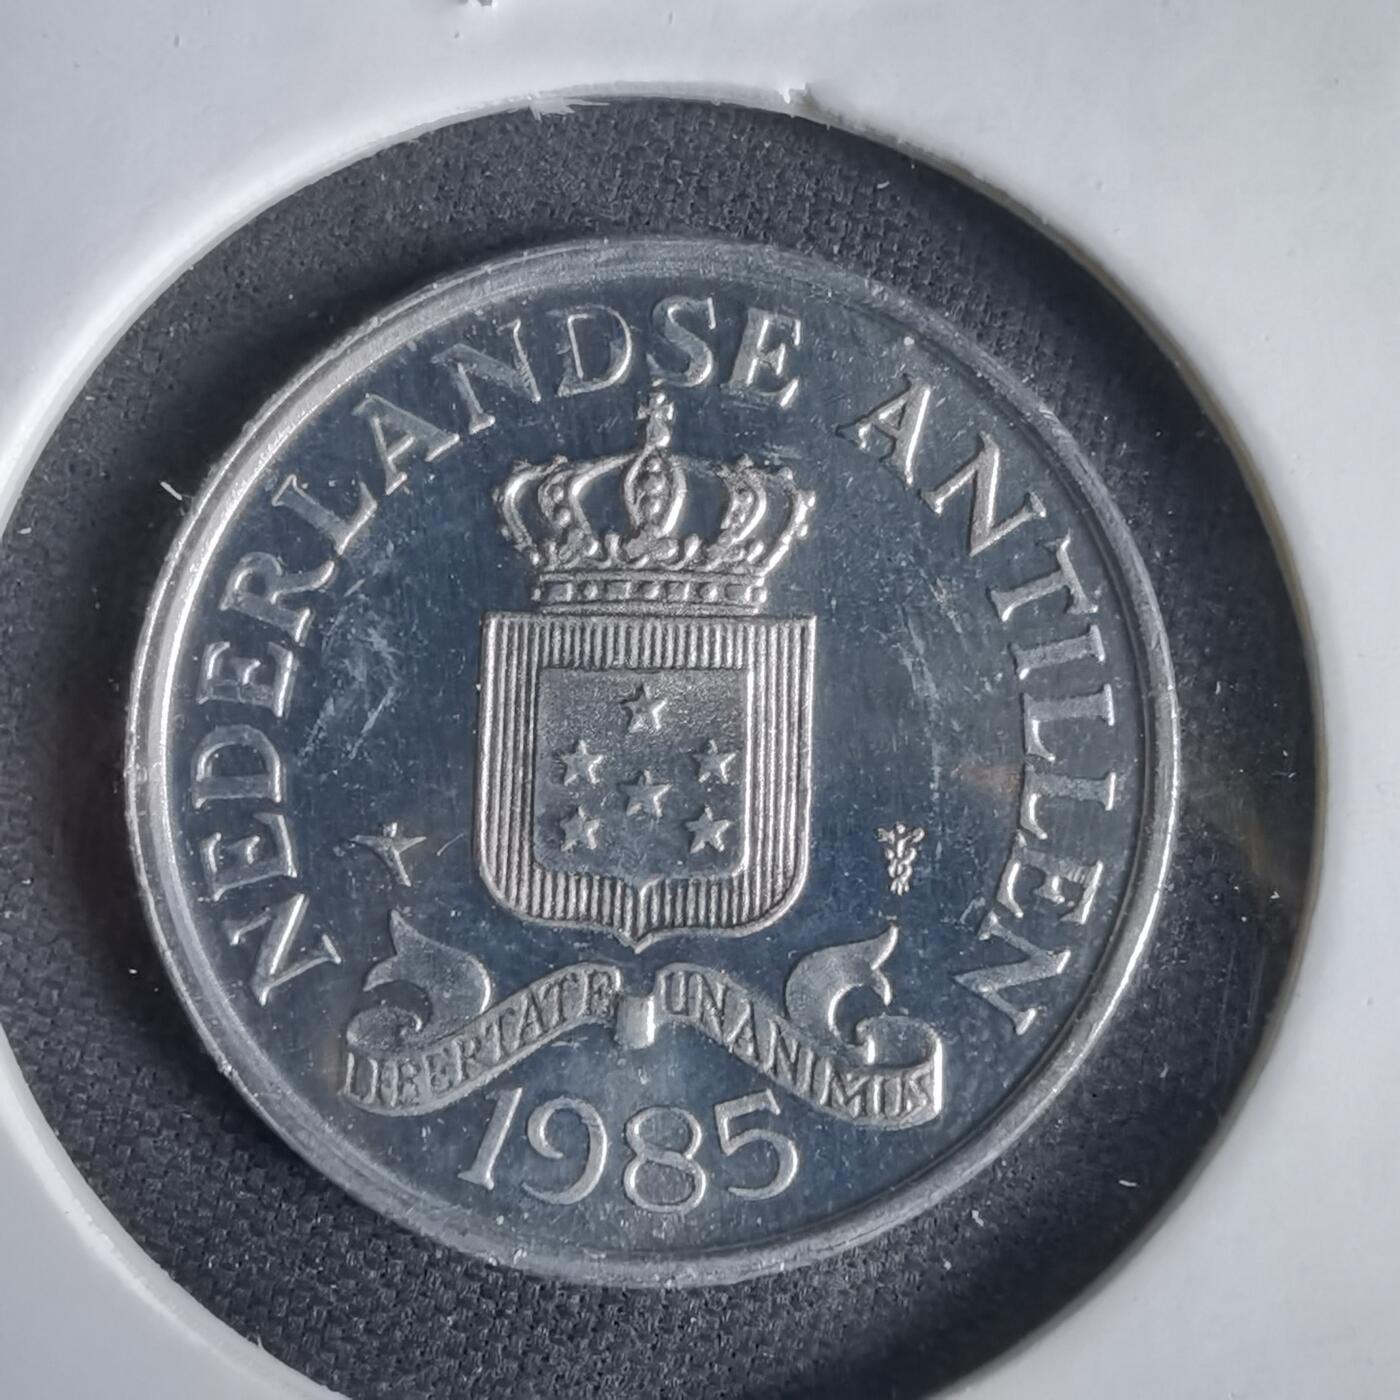 NEDERLANDSE ANTILLEN
LIBERTATE UNANIMUS
1985